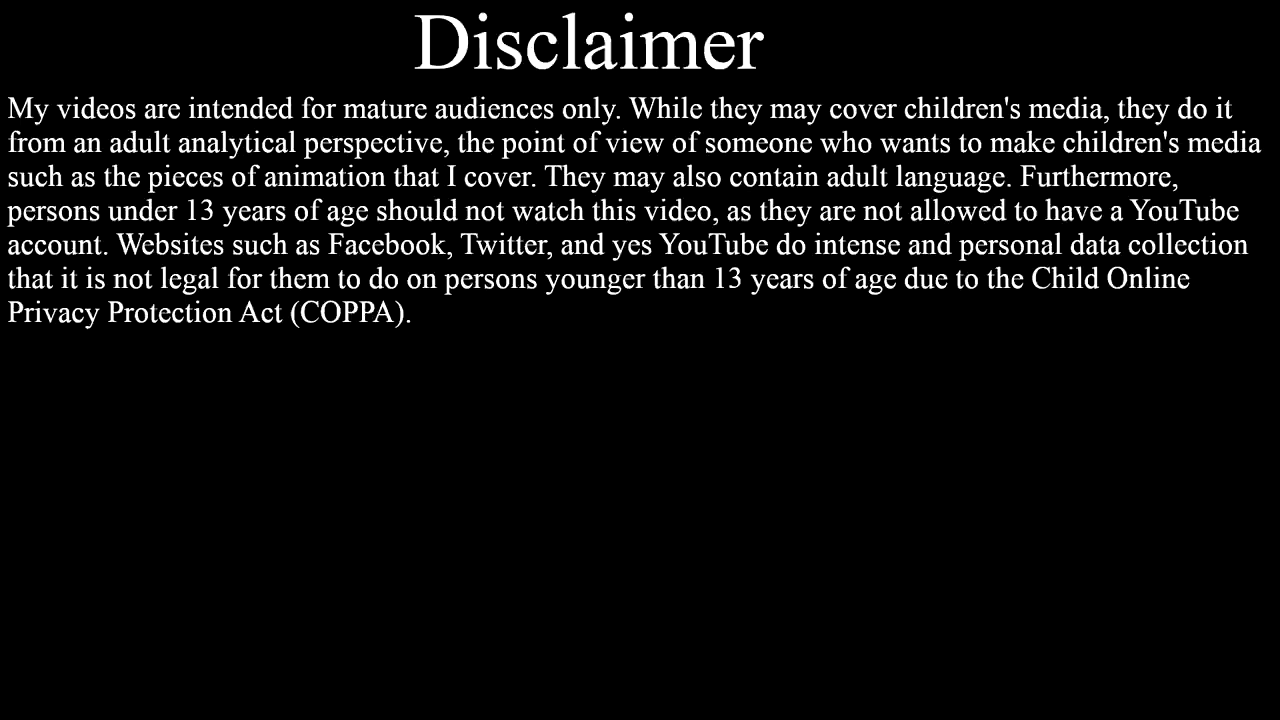 Disclaimer
My videos are intended for mature audiences only. While they may cover children's media, they do it
from an adult analytical perspective, the point of view of someone who wants to make children's media
such as the pieces of animation that I cover. They may also contain adult language. Furthermore,
persons under 13 years of age should not watch this video, as they are not allowed to have a YouTube
account. Websites such as Facebook, Twitter, and yes YouTube do intense and personal data collection
that it is not legal for them to do on persons younger than 13 years of age due to the Child Online
Privacy Protection Act (COPPA).